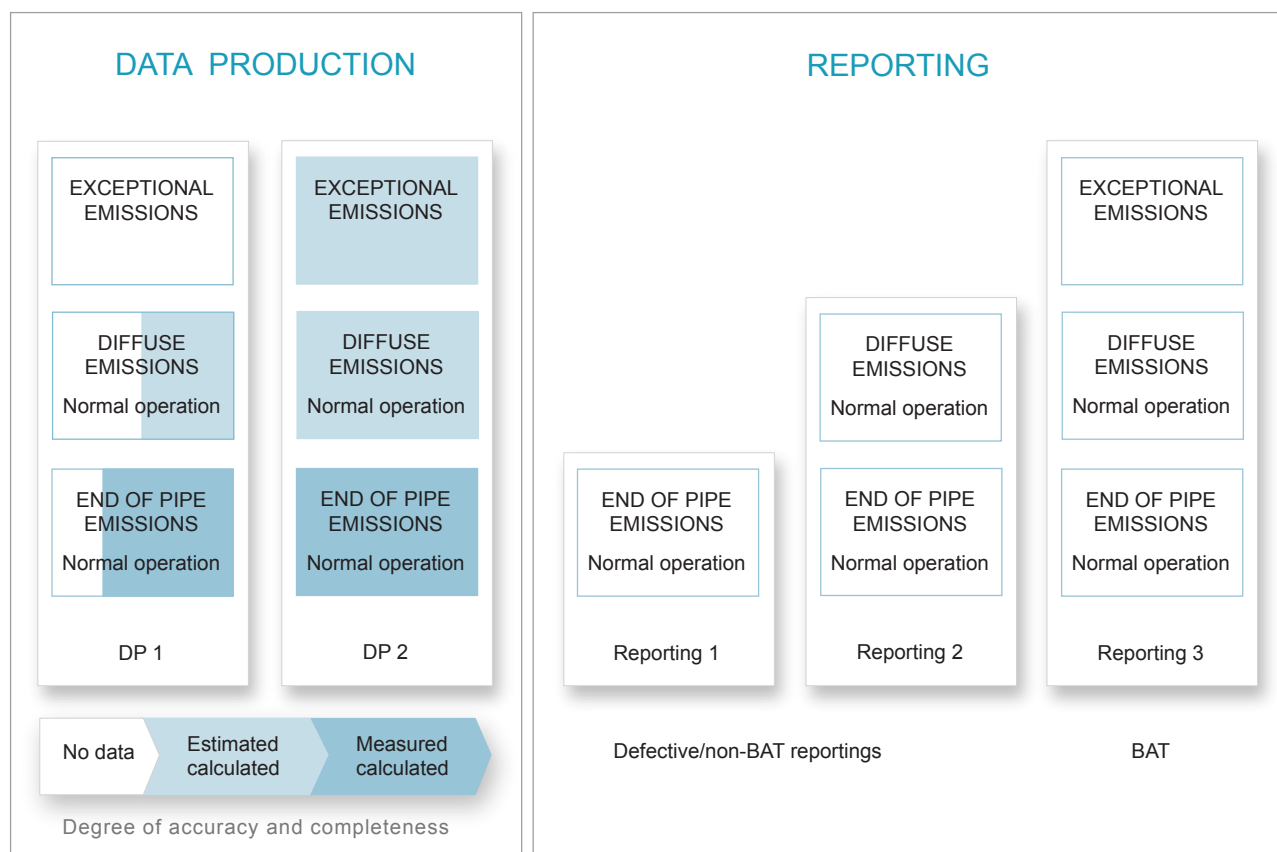 DATA PRODUCTION
EXCEPTIONAL
EMISSIONS
DIFFUSE
EMISSIONS
Normal operation
END OF PIPE
EMISSIONS
Normal operation
DP 1
EXCEPTIONAL
EMISSIONS
DIFFUSE
EMISSIONS
Normal operation
END OF PIPE
EMISSIONS
Normal operation
DP 2
No data
Estimated
calculated
Measured
calculated
Degree of accuracy and completeness
REPORTING
END OF PIPE
EMISSIONS
Normal operation
Reporting 1
DIFFUSE
EMISSIONS
Normal operation
END OF PIPE
EMISSIONS
Normal operation
Reporting 2
EXCEPTIONAL
EMISSIONS
DIFFUSE
EMISSIONS
Normal operation
END OF PIPE
EMISSIONS
Normal operation
Reporting 3
Defective/non-BAT reportings
BAT